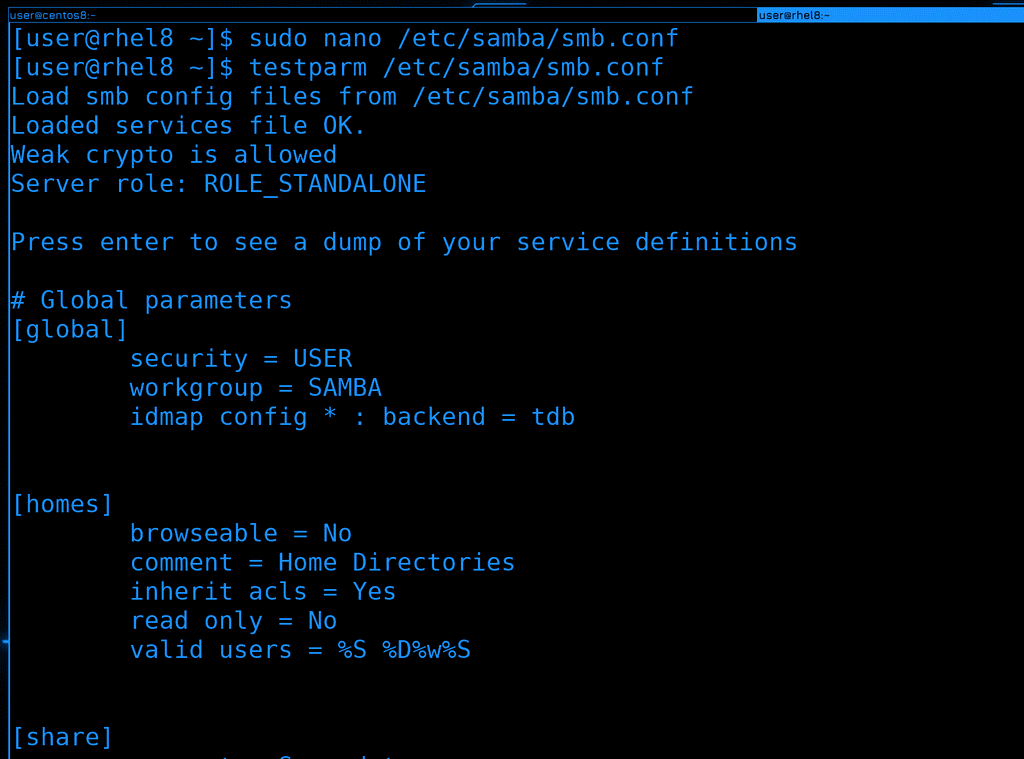 user@centos8:~
user@rhel8:~
[user@rhel8 ~]$ sudo nano /etc/samba/smb.conf
[user@rhel8 ~]$ testparm /etc/samba/smb.conf
Load smb config files from /etc/samba/smb.conf
Loaded services file OK.
Weak crypto is allowed
Server role: ROLE_STANDALONE
Press enter to see a dump of your service definitions
# Global parameters
[global]
security = USER
workgroup = SAMBA
idmap config * : backend = tdb
[homes]
browseable = No
comment = Home Directories
inherit acls = Yes
read only = No
valid users = %S %D%w%S
[share]